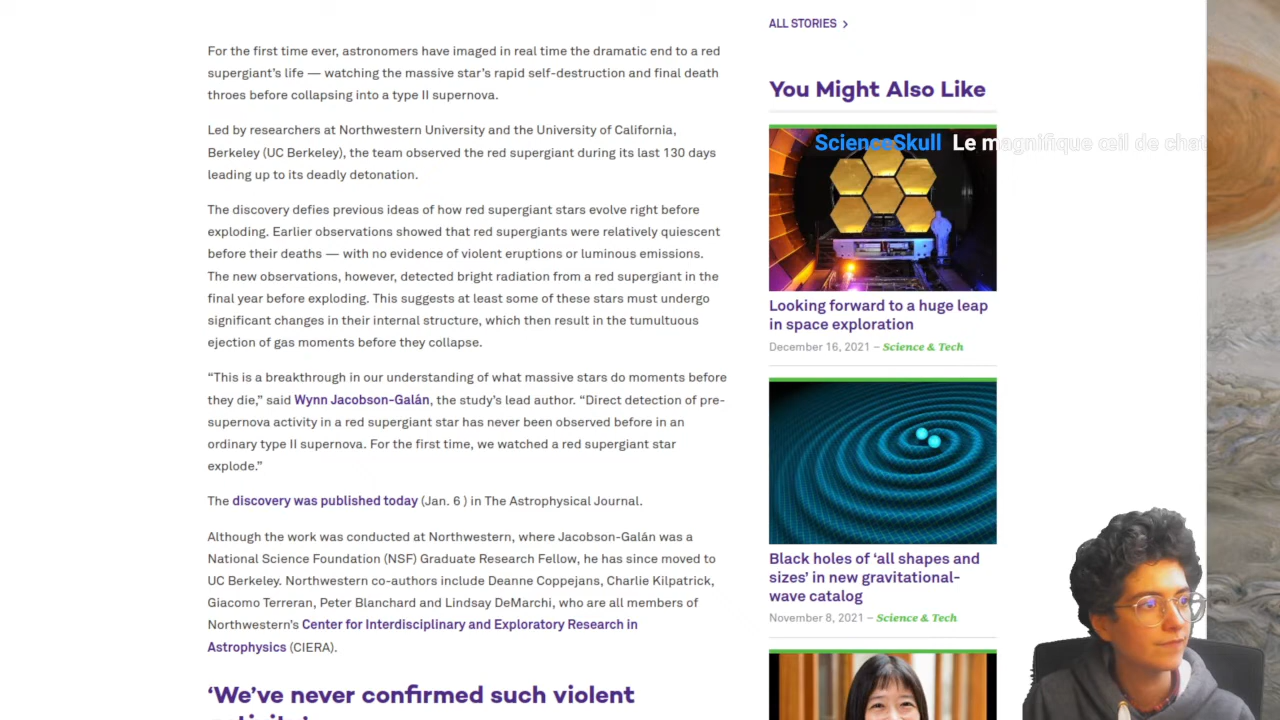 ALL STORIES
For the first time ever, astronomers have imaged in real time the dramatic end to a red
supergiant’s life — watching the massive star’s rapid self-destruction and final death
throes before collapsing into a type II supernova.
Led by researchers at Northwestern University and the University of California,
Berkeley (UC Berkeley), the team observed the red supergiant during its last 130 days
leading up to its deadly detonation.
The discovery defies previous ideas of how red supergiant stars evolve right before
exploding. Earlier observations showed that red supergiants were relatively quiescent
before their deaths — with no evidence of violent eruptions or luminous emissions.
The new observations, however, detected bright radiation from a red supergiant in the
final year before exploding. This suggests at least some of these stars must undergo
significant changes in their internal structure, which then result in the tumultuous
ejection of gas moments before they collapse.
“This is a breakthrough in our understanding of what massive stars do moments before
they die,” said Wynn Jacobson-Galán, the study’s lead author. “Direct detection of pre-
supernova activity in a red supergiant star has never been observed before in an
ordinary type II supernova. For the first time, we watched a red supergiant star
explode.”
The discovery was published today (Jan. 6 ) in The Astrophysical Journal.
Although the work was conducted at Northwestern, where Jacobson-Galán was a
National Science Foundation (NSF) Graduate Research Fellow, he has since moved to
UC Berkeley. Northwestern co-authors include Deanne Coppejans, Charlie Kilpatrick,
Giacomo Terreran, Peter Blanchard and Lindsay DeMarchi, who are all members of
Northwestern’s Center for Interdisciplinary and Exploratory Research in
Astrophysics (CIERA).
‘We’ve never confirmed such violent
You Might Also Like
ScienceSkull Le magnifique œil de chat
Looking forward to a huge leap
in space exploration
December 16, 2021 – Science & Tech
Black holes of ‘all shapes and
sizes’ in new gravitational-
wave catalog
November 8, 2021 – Science & Tech